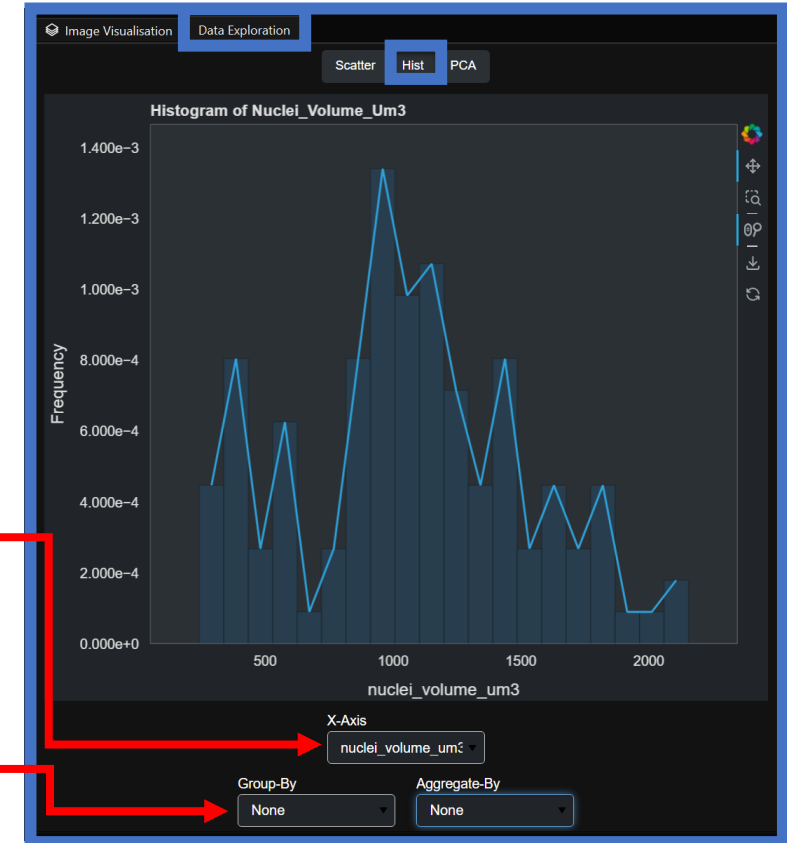 Image Visualisation Data Exploration
Scatter Hist PCA
Histogram of Nuclei_Volume_Um3
1.400e−3
1.200e−3
1.000e−3
8.000e−4
6.000e−4
4.000e−4
2.000e−4
0.000e+0
Frequency
500 1000 1500 2000
nuclei_volume_um3
X-Axis
nuclei_volume_um3
Group-By Aggregate-By
None None